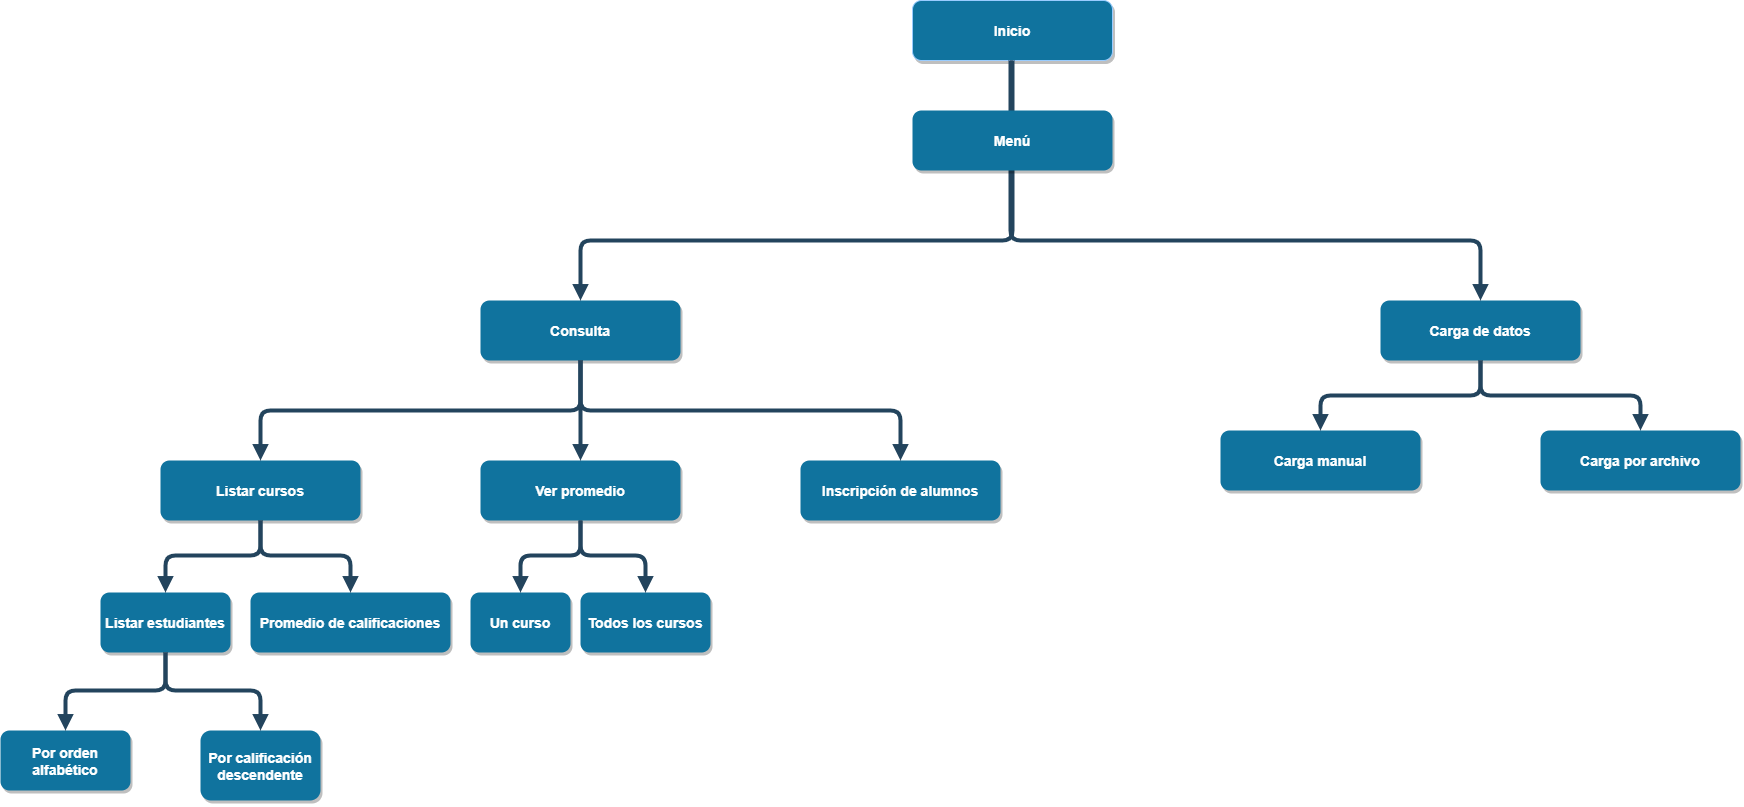 Inicio
Menú
Consulta
Carga de datos
Carga manual
Carga por archivo
Listar cursos
Ver promedio
Inscripción de alumnos
Listar estudiantes
Promedio de calificaciones
Un curso
Todos los cursos
Por orden
alfabético
Por calificación
descendente